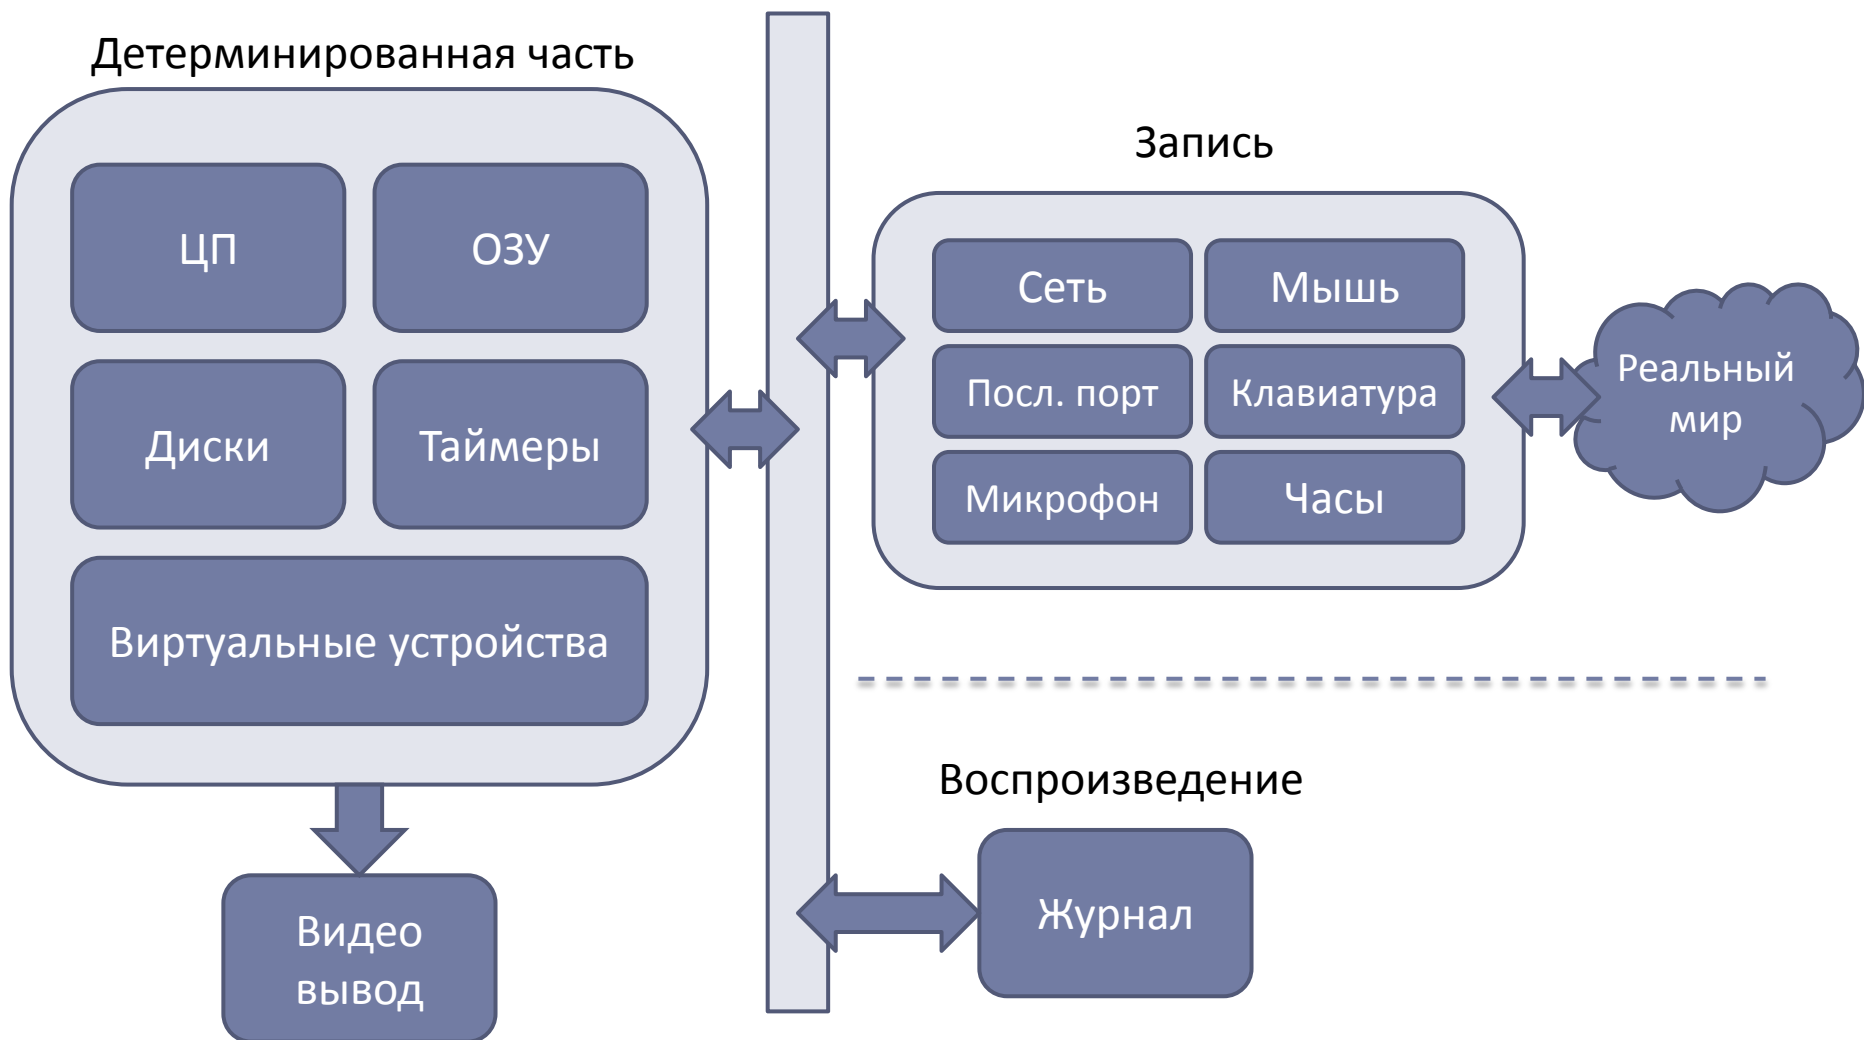 Детерминированная часть
ЦП
ОЗУ
Диски
Таймеры
Виртуальные устройства
Видео
вывод
Запись
Сеть
Мышь
Посл. порт
Клавиатура
Микрофон
Часы
Реальный
мир
Воспроизведение
Журнал